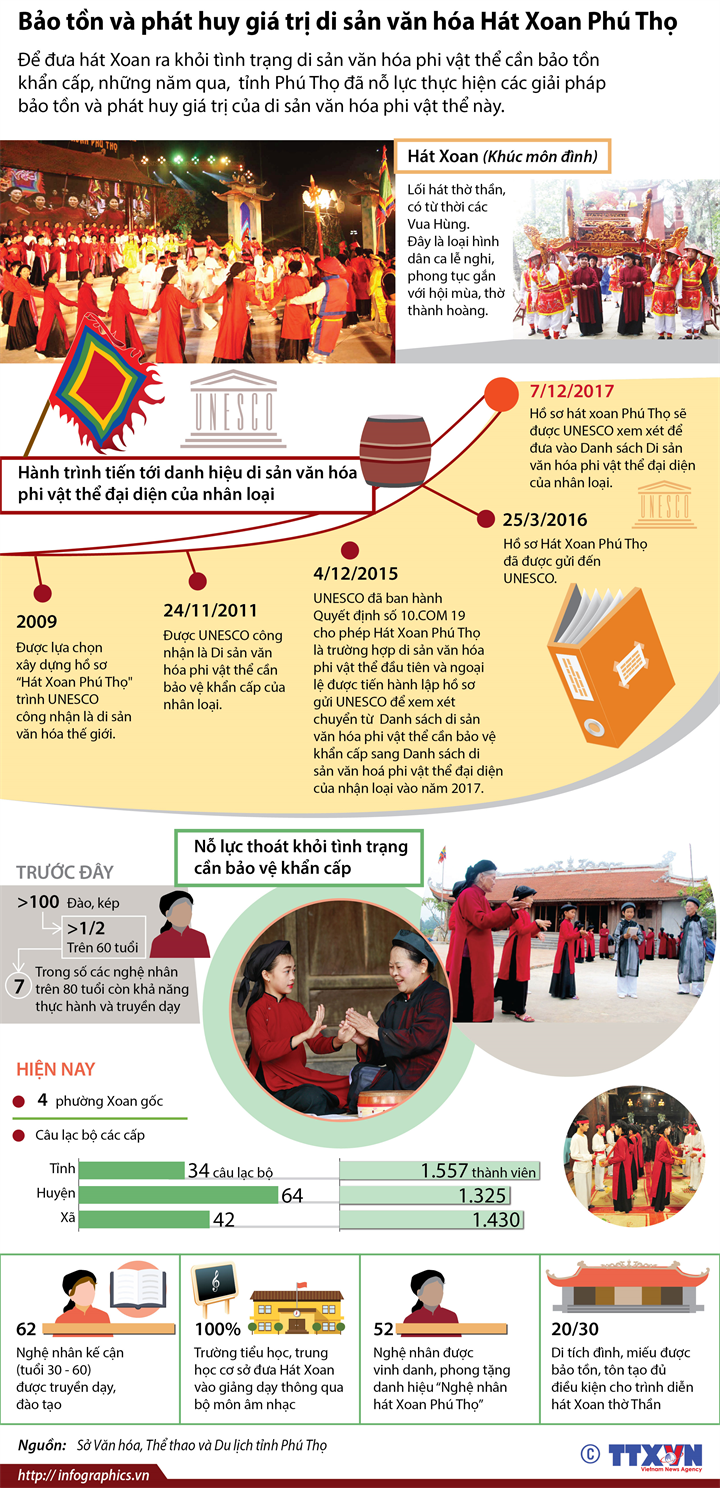 Bảo tồn và phát huy giá trị di sản văn hóa Hát Xoan Phú Thọ
Để đưa hát Xoan ra khỏi tình trạng di sản văn hóa phi vật thể cần bảo tồn
khẩn cấp, những năm qua, tỉnh Phú Thọ đã nỗ lực thực hiện các giải pháp
bảo tồn và phát huy giá trị của di sản văn hóa phi vật thể này.
Hát Xoan (Khúc môn đình)
Lối hát thờ thần,
có từ thời các
Vua Hùng.
Đây là loại hình
dân ca lễ nghi,
phong tục gắn
với hội mùa, thờ
thành hoàng.
UNESCO
Hành trình tiến tới danh hiệu di sản văn hóa
phi vật thể đại diện của nhân loại
7/12/2017
Hồ sơ hát xoan Phú Thọ sẽ
được UNESCO xem xét để
đưa vào Danh sách Di sản
văn hóa phi vật thể đại diện
của nhân loại.
UNESCO
25/3/2016
Hồ sơ Hát Xoan Phú Thọ
đã được gửi đến
UNESCO.
4/12/2015
UNESCO đã ban hành
Quyết định số 10.COM 19
cho phép Hát Xoan Phú Thọ
là trường hợp di sản văn hóa
phi vật thể đầu tiên và ngoại
lệ được tiến hành lập hồ sơ
gửi UNESCO để xem xét
chuyển từ Danh sách di sản
văn hóa phi vật thể cần bảo vệ
khẩn cấp sang Danh sách di
sản văn hoá phi vật thể đại diện
của nhận loại vào năm 2017.
24/11/2011
Được UNESCO công
nhận là Di sản văn
hóa phi vật thể cần
bảo vệ khẩn cấp của
nhân loại.
2009
Được lựa chọn
xây dựng hồ sơ
“Hát Xoan Phú Thọ"
trình UNESCO
công nhận là di sản
văn hóa thế giới.
Nỗ lực thoát khỏi tình trạng
cần bảo vệ khẩn cấp
TRƯỚC ĐÂY
>100 Đào, kép
>1/2
Trên 60 tuổi
7 Trong số các nghệ nhân
trên 80 tuổi còn khả năng
thực hành và truyền dạy
HIỆN NAY
4 phường Xoan gốc
Câu lạc bộ các cấp
Tỉnh 34 câu lạc bộ 1.557 thành viên
Huyện 64 1.325
Xã 42 1.430
62
Nghệ nhân kế cận
(tuổi 30 - 60)
được truyền dạy,
đào tạo
100%
Trường tiểu học, trung
học cơ sở đưa Hát Xoan
vào giảng dạy thông qua
bộ môn âm nhạc
52
Nghệ nhân được
vinh danh, phong tặng
danh hiệu “Nghệ nhân
hát Xoan Phú Thọ”
20/30
Di tích đình, miếu được
bảo tồn, tôn tạo đủ
điều kiện cho trình diễn
hát Xoan thờ Thần
Nguồn: Sở Văn hóa, Thể thao và Du lịch tỉnh Phú Thọ
© TTXVN
Vietnam News Agency
http://infographics.vn